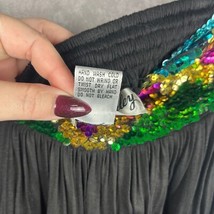 HAND WASH COLD
DO NOT WRING OR
TWIST DRY FLAT
SMOOTH BY HAND
DO NOT BLEACH.